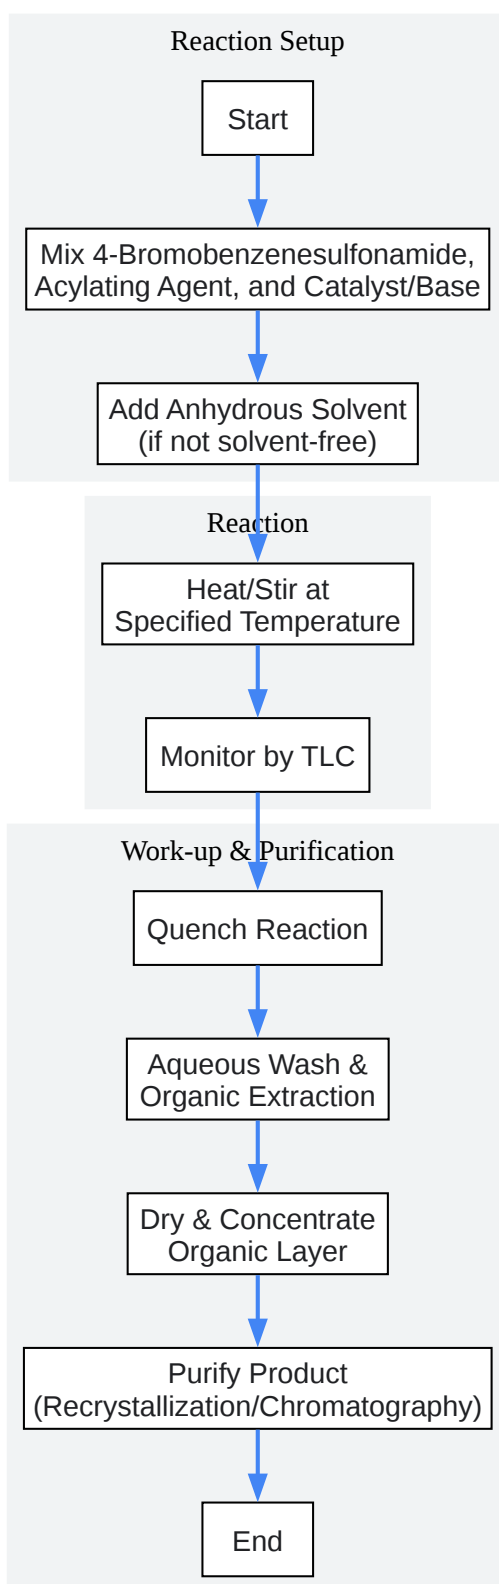 Reaction Setup
Start
Mix 4-Bromobenzenesulfonamide,
Acylating Agent, and Catalyst/Base
Add Anhydrous Solvent
(if not solvent-free)
Reaction
Heat/Stir at
Specified Temperature
Monitor by TLC
Work-up & Purification
Quench Reaction
Aqueous Wash &
Organic Extraction
Dry & Concentrate
Organic Layer
Purify Product
(Recrystallization/Chromatography)
End